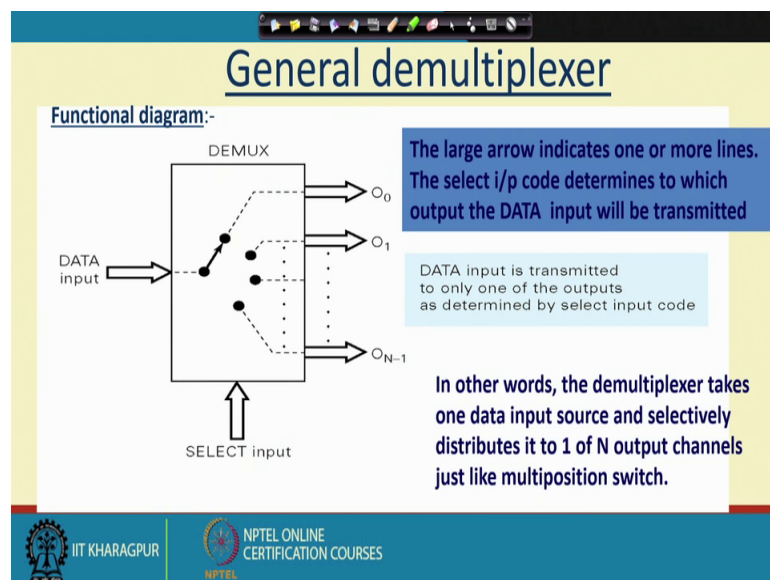 General demultiplexer
Functional diagram:-
DEMUX
DATA
input
O0
O1
ON–1
SELECT input
The large arrow indicates one or more lines.
The select i/p code determines to which
output the DATA input will be transmitted
DATA input is transmitted
to only one of the outputs
as determined by select input code
In other words, the demultiplexer takes
one data input source and selectively
distributes it to 1 of N output channels
just like multiposition switch.
IIT KHARAGPUR
NPTEL
NPTEL ONLINE
CERTIFICATION COURSES